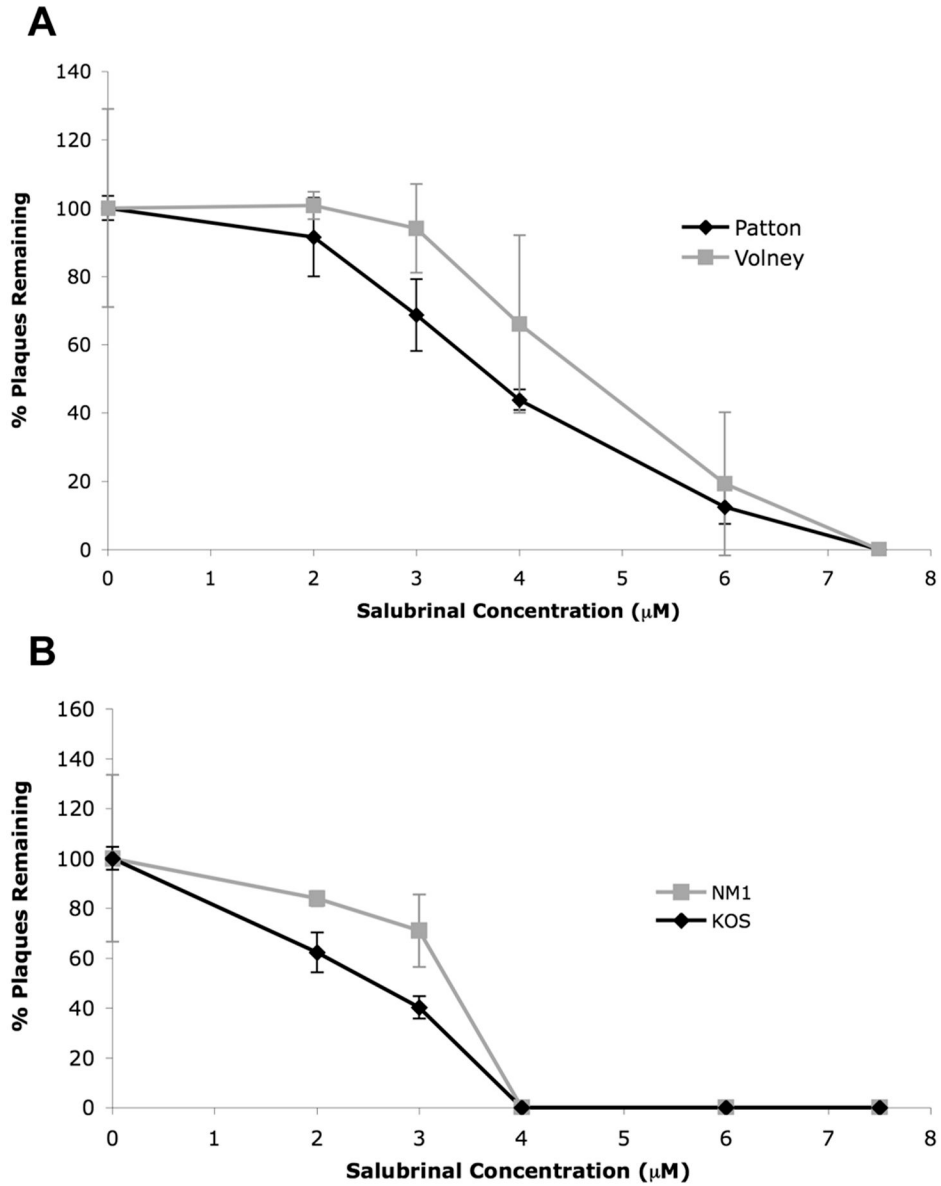 A
140
120
100
80
60
40
20
0
% Plaques Remaining
Patton
Volney
0 1 2 3 4 5 6 7 8
Salubrinal Concentration (μM)
B
160
140
120
100
80
60
40
20
0
% Plaques Remaining
NM1
KOS
0 1 2 3 4 5 6 7 8
Salubrinal Concentration (μM)